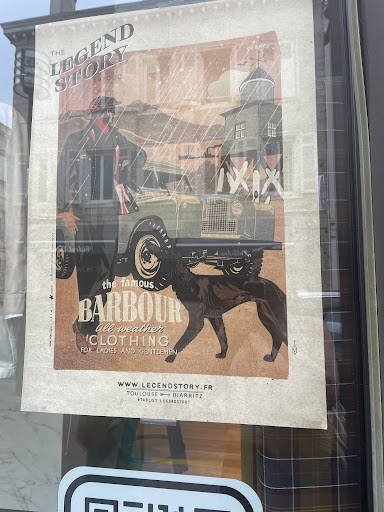 THE
LEGEND
STORY
the famous
BARBOUR
all weather
CLOTHING
FOR LADIES AND GENTLEMEN
WWW.LEGENDSTORY.FR
TOULOUSE BIARRITZ